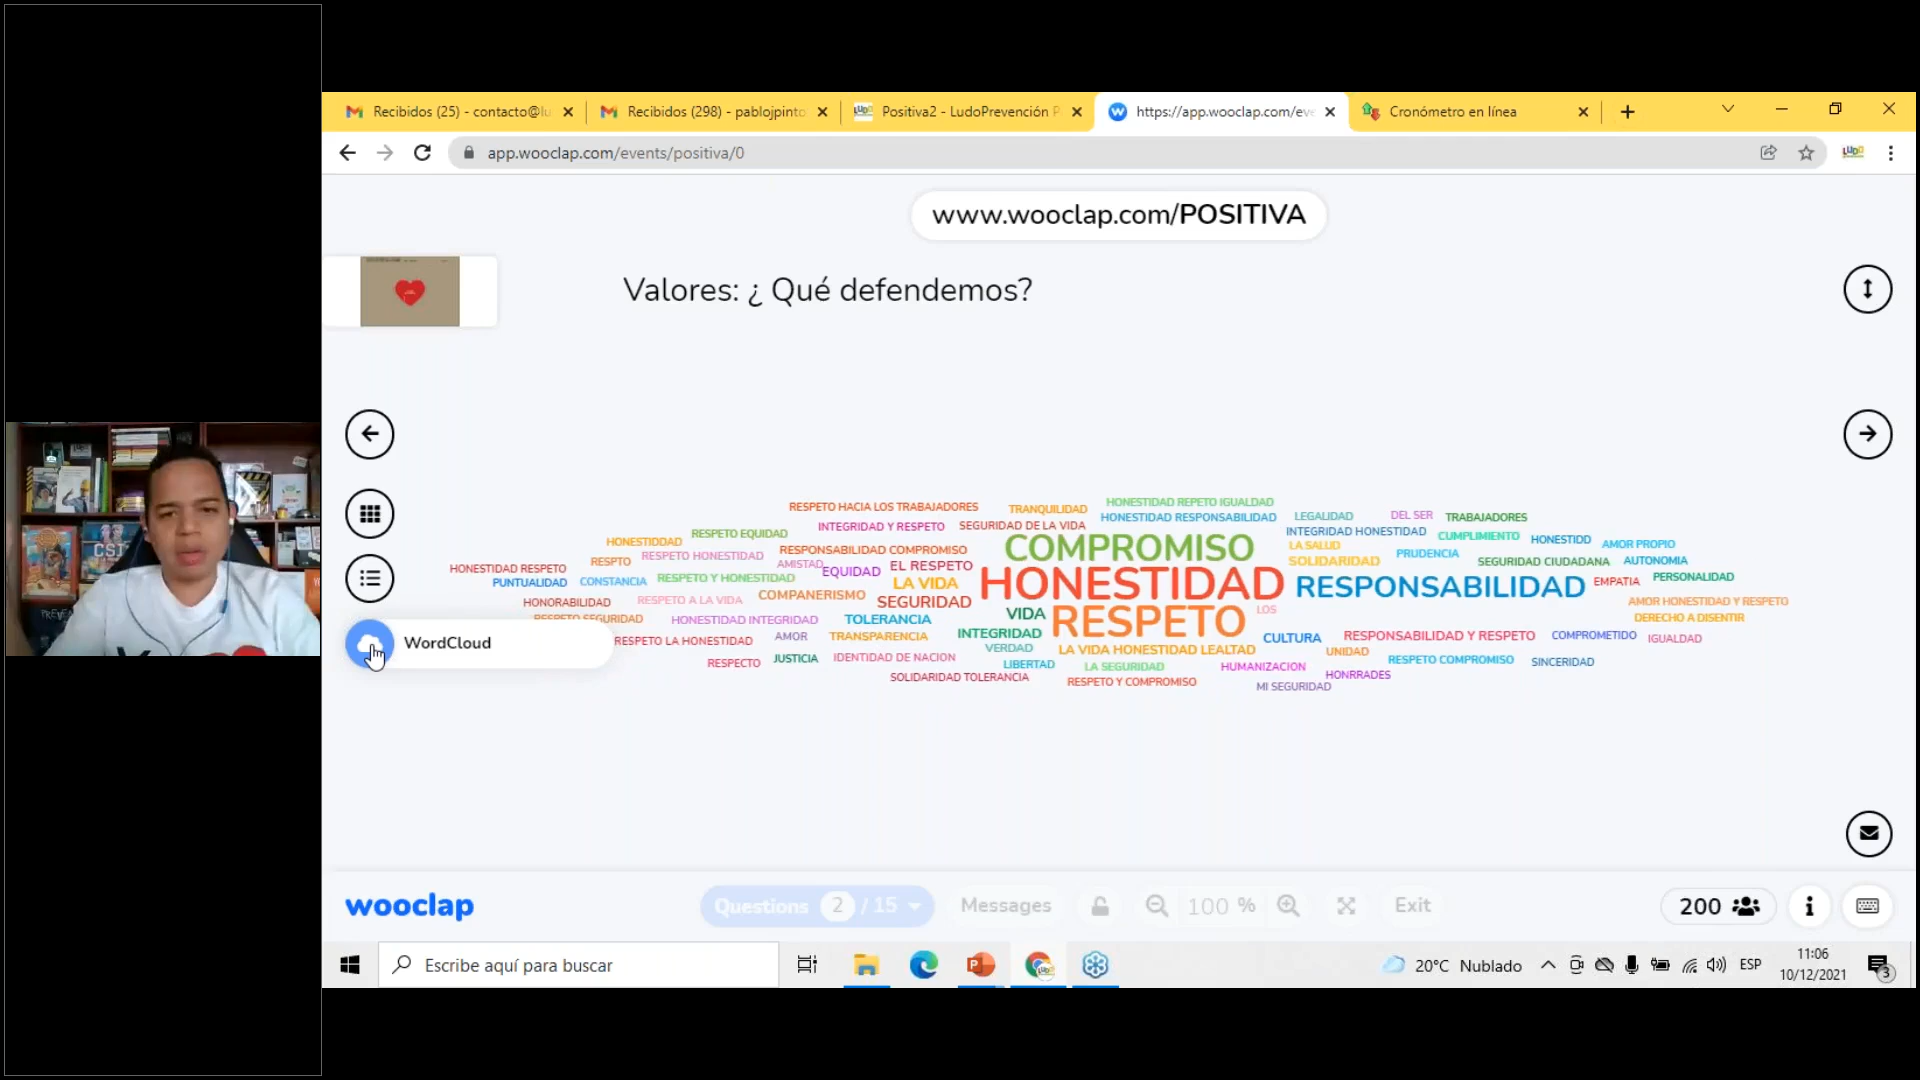 Recibidos (25) - contacto@lu
Recibidos (298) - pablojpinto
Positiva2 - LudoPrevención P
https://app.wooclap.com/eve
Cronómetro en línea
app.wooclap.com/events/positiva/0
www.wooclap.com/POSITIVA
Valores: ¿ Qué defendemos?
HONESTIDAD REPETO IGUALDAD
RESPETO HACIA LOS TRABAJADORES
TRANQUILIDAD
HONESTIDAD RESPONSABILIDAD
LEGALIDAD
DEL SER
TRABAJADORES
INTEGRIDAD Y RESPETO
SEGURIDAD DE LA VIDA
RESPETO EQUIDAD
INTEGRIDAD HONESTIDAD
CUMPLIMIENTO
HONESTIDD
HONESTIDDAD
COMPROMISO
LA SALUD
AMOR PROPIO
RESPETO HONESTIDAD
RESPONSABILIDAD COMPROMISO
PRUDENCIA
RESPTO
AMISTAD
EL RESPETO
SOLIDARIDAD
SEGURIDAD CIUDADANA
AUTONOMIA
HONESTIDAD RESPETO
EQUIDAD
PUNTUALIDAD
CONSTANCIA
RESPETO Y HONESTIDAD
LA VIDA
HONESTIDAD
RESPONSABILIDAD
EMPATIA
PERSONALIDAD
HONORABILIDAD
RESPETO A LA VIDA
COMPANERISMO
SEGURIDAD
AMOR HONESTIDAD Y RESPETO
RESPETO SEGURIDAD
HONESTIDAD INTEGRIDAD
TOLERANCIA
VIDA
RESPETO
LOS
DERECHO A DISENTIR
WordCloud
RESPETO LA HONESTIDAD
AMOR
TRANSPARENCIA
INTEGRIDAD
CULTURA
RESPONSABILIDAD Y RESPETO
COMPROMETIDO
IGUALDAD
VERDAD
LA VIDA HONESTIDAD LEALTAD
UNIDAD
RESPECTO
JUSTICIA
IDENTIDAD DE NACION
LIBERTAD
LA SEGURIDAD
HUMANIZACION
RESPETO COMPROMISO
SINCERIDAD
SOLIDARIDAD TOLERANCIA
RESPETO Y COMPROMISO
HONRRADES
MI SEGURIDAD
wooclap
Questions 2 / 15
Messages
100 %
Exit
200
Escribe aquí para buscar
20°C Nublado
ESP
11:06
10/12/2021
3
CSI
LUDO